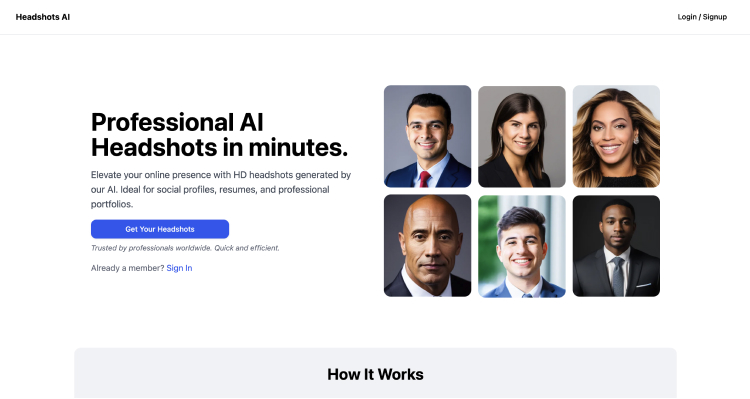 Headshots AI
Login / Signup
Professional AI
Headshots in minutes.
Elevate your online presence with HD headshots generated by
our AI. Ideal for social profiles, resumes, and professional
portfolios.
Get Your Headshots
Trusted by professionals worldwide. Quick and efficient.
Already a member? Sign In
How It Works